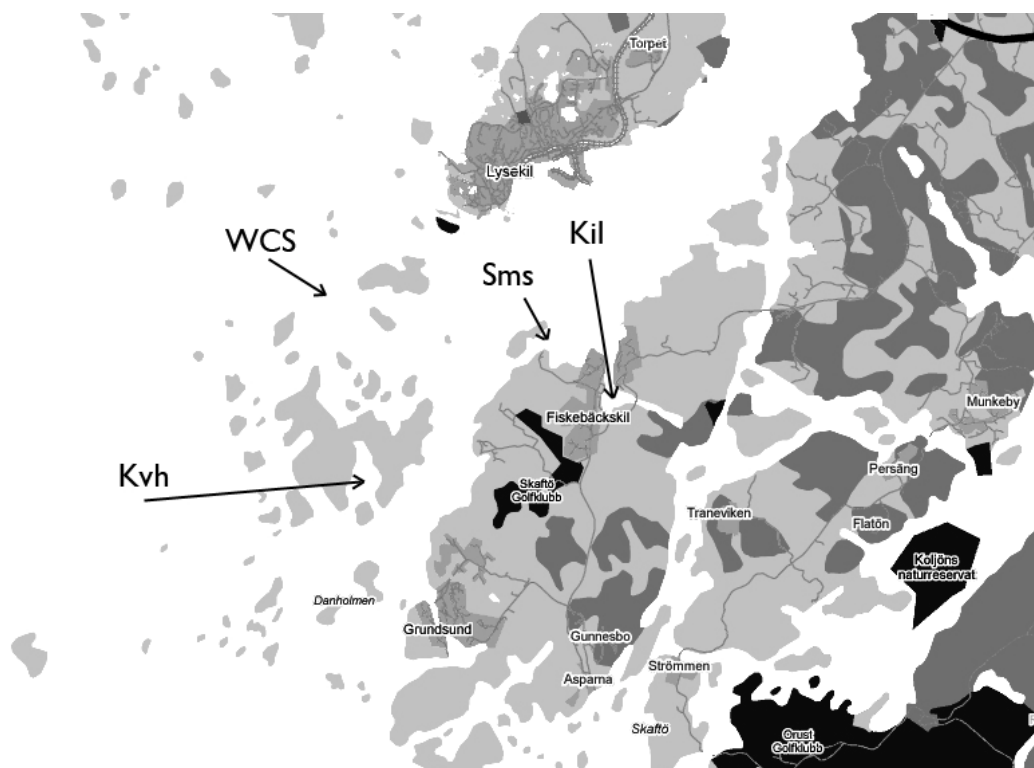 Torpet
Lysekil
WCS
Kil
Sms
Munkeby
Fiskebäckskil
Persäng
Kvh
Skaftö
Golfklubb
Traneviken
Flatön
Koljöns
naturreservat
Danholmen
Grundsund
Gunnesbo
Strömmen
Asparna
Skaftö
Orust
Golfklubb